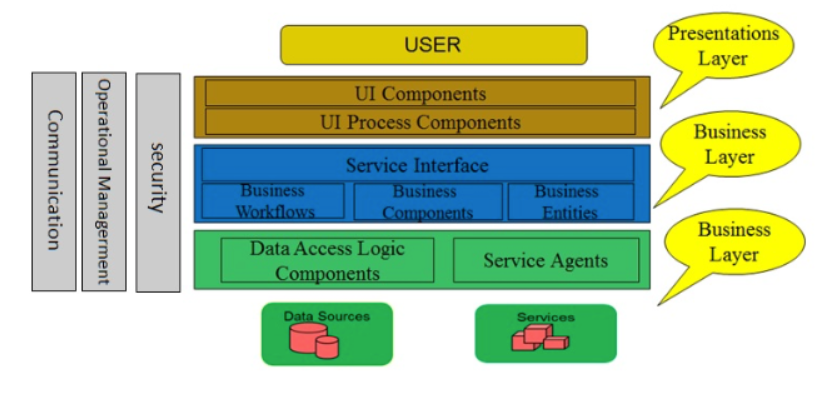 USER
Presentations
Layer
UI Components
UI Process Components
Communication
Operational Managerment
security
Service Interface
Business
Workflows
Business
Components
Business
Entities
Business
Layer
Data Access Logic
Components
Service Agents
Business
Layer
Data Sources
Services